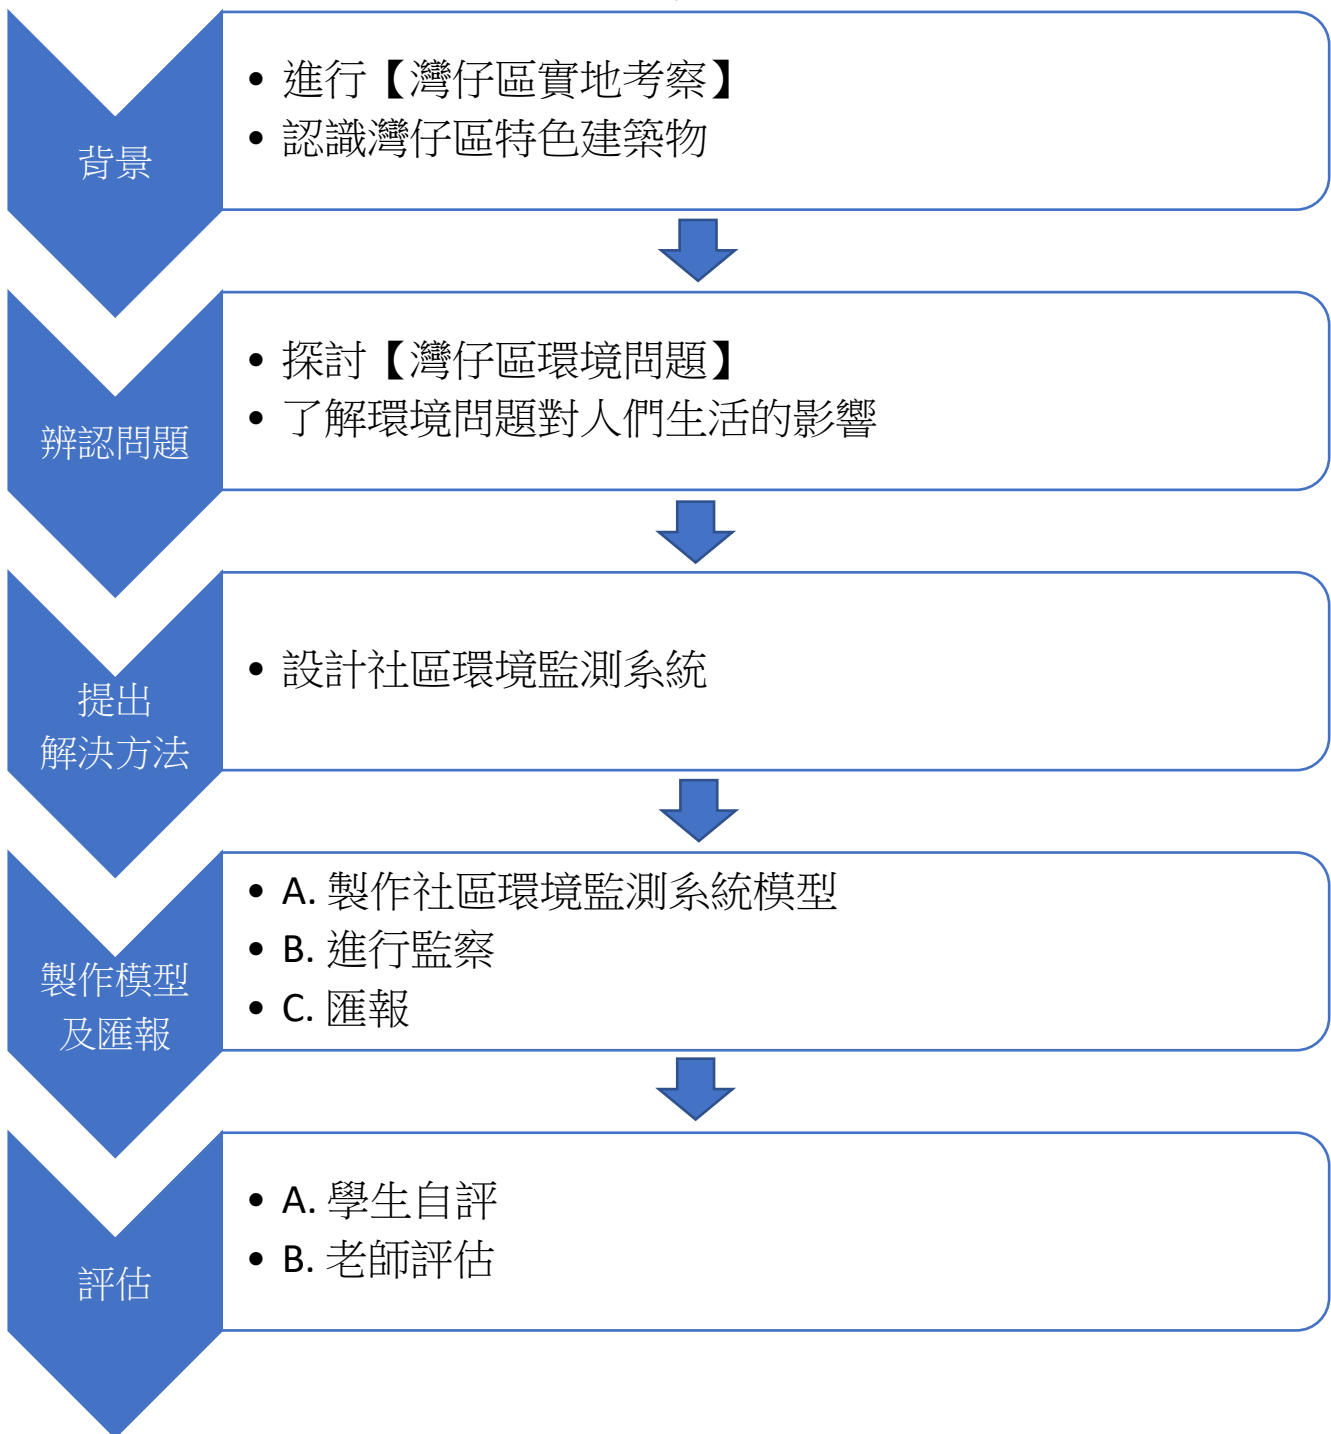 背景
• 進行【灣仔區實地考察】
• 認識灣仔區特色建築物
辨認問題
• 探討【灣仔區環境問題】
• 了解環境問題對人們生活的影響
提出
解決方法
• 設計社區環境監測系統
製作模型
及匯報
• A. 製作社區環境監測系統模型
• B. 進行監察
• C. 匯報
評估
• A. 學生自評
• B. 老師評估